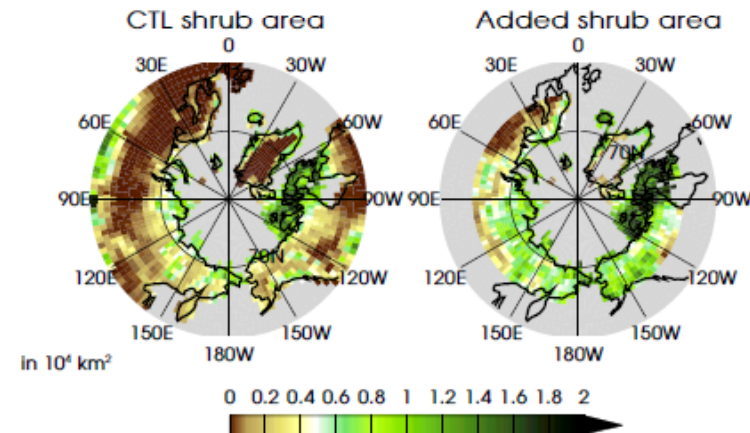 CTL shrub area
Added shrub area
0
30E
30W
60E
60W
90E
90W
120E
120W
150E
150W
180W
70N
0
30E
30W
60E
60W
90E
90W
120E
120W
150E
150W
180W
70N
in 10⁴ km²
0 0.2 0.4 0.6 0.8 1 1.2 1.4 1.6 1.8 2